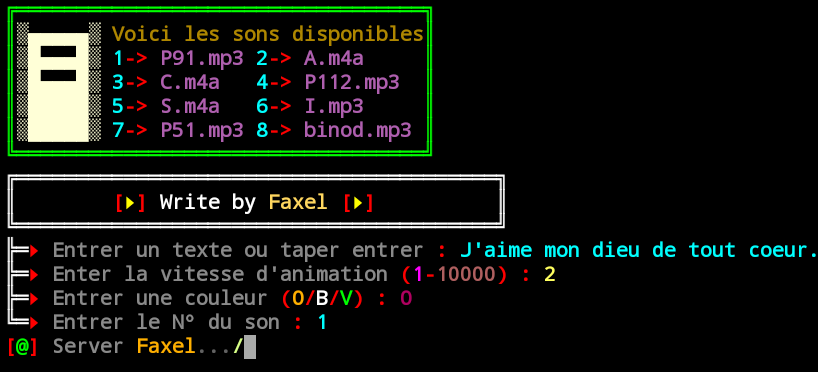 Voici les sons disponibles
1-> P91.mp3 2-> A.m4a
3-> C.m4a 4-> P112.mp3
5-> S.m4a 6-> I.mp3
7-> P51.mp3 8-> binod.mp3
[▸] Write by Faxel [▸]
Entrer un texte ou taper entrer : J'aime mon dieu de tout coeur.
Enter la vitesse d'animation (1-10000) : 2
Entrer une couleur (O/B/V) : O
Entrer le N° du son : 1
[@] Server Faxel.../